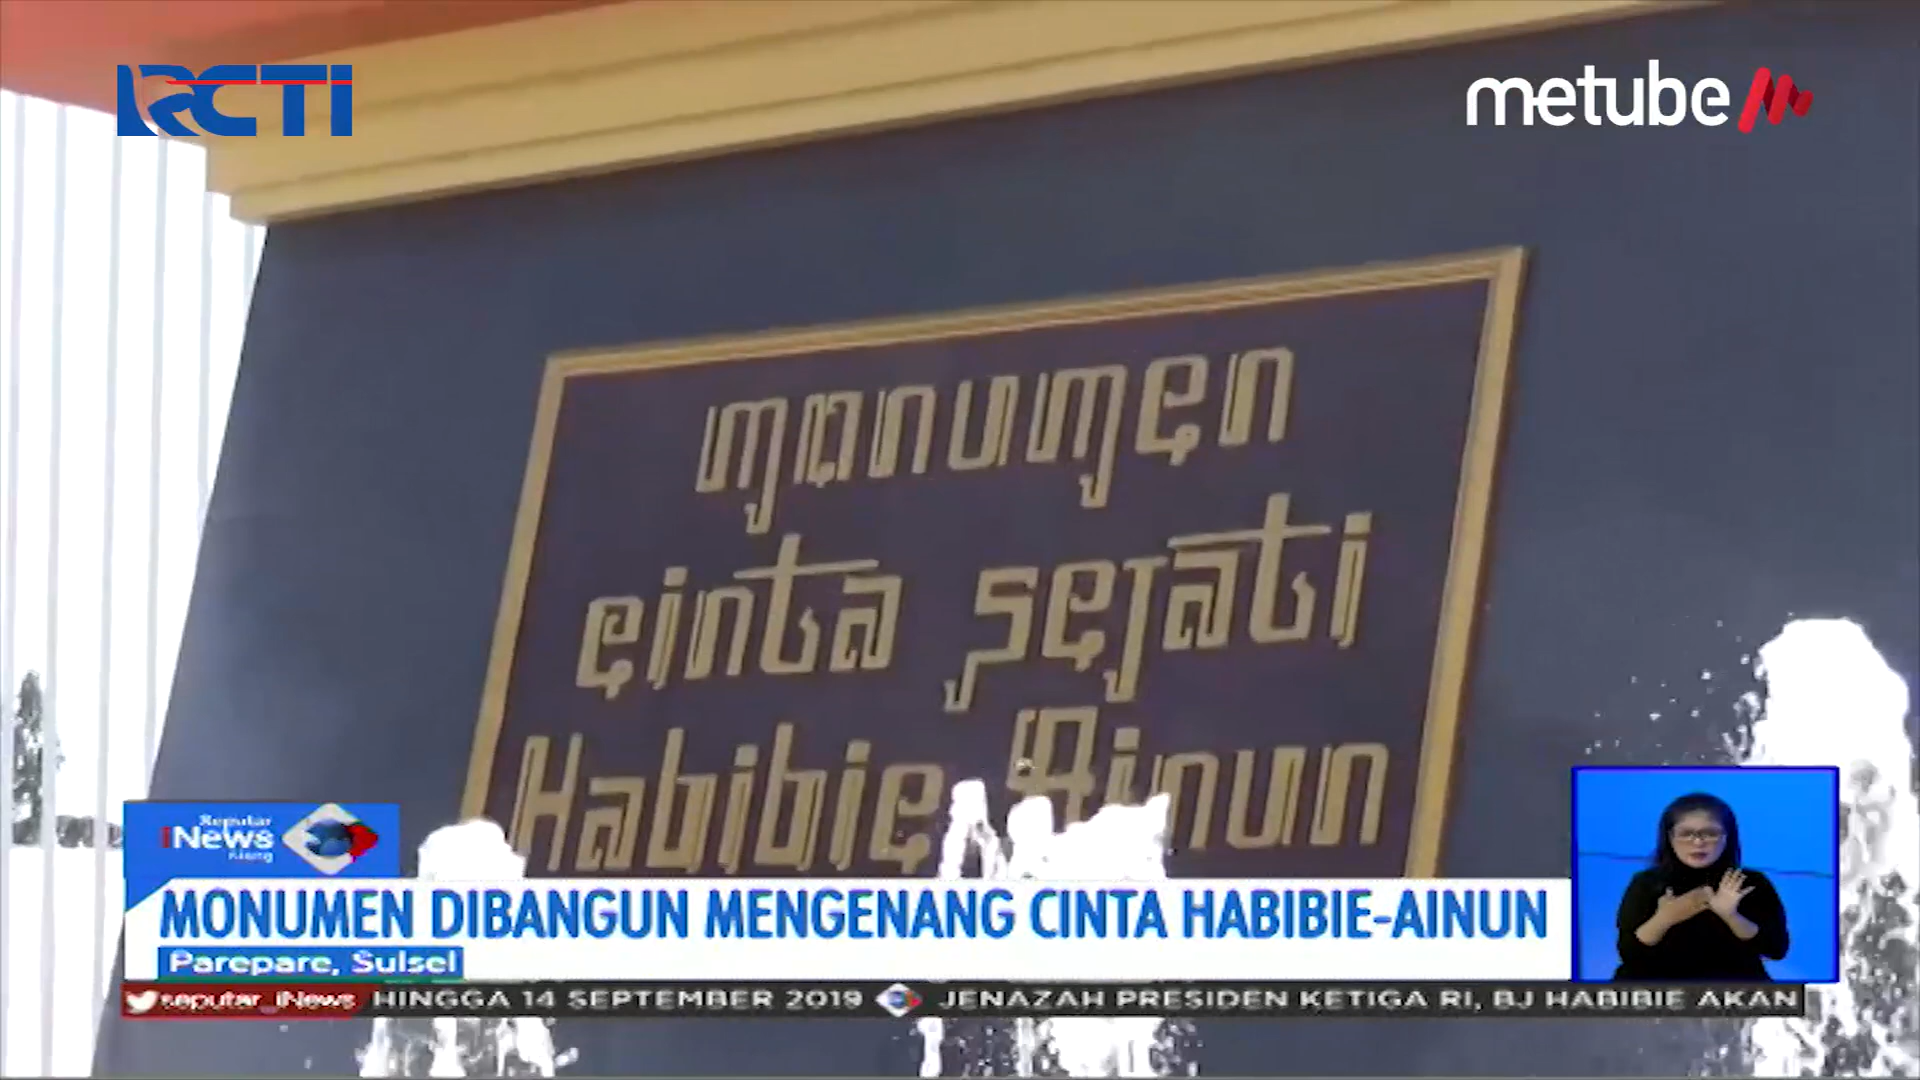 RCTI
metube
monumen
cinta sejati
Habibie Ainun
Seputar
iNews
Siang
MONUMEN DIBANGUN MENGENANG CINTA HABIBIE-AINUN
Parepare, Sulsel
seputar_iNews HINGGA 14 SEPTEMBER 2019 JENAZAH PRESIDEN KETIGA RI, BJ HABIBIE AKAN